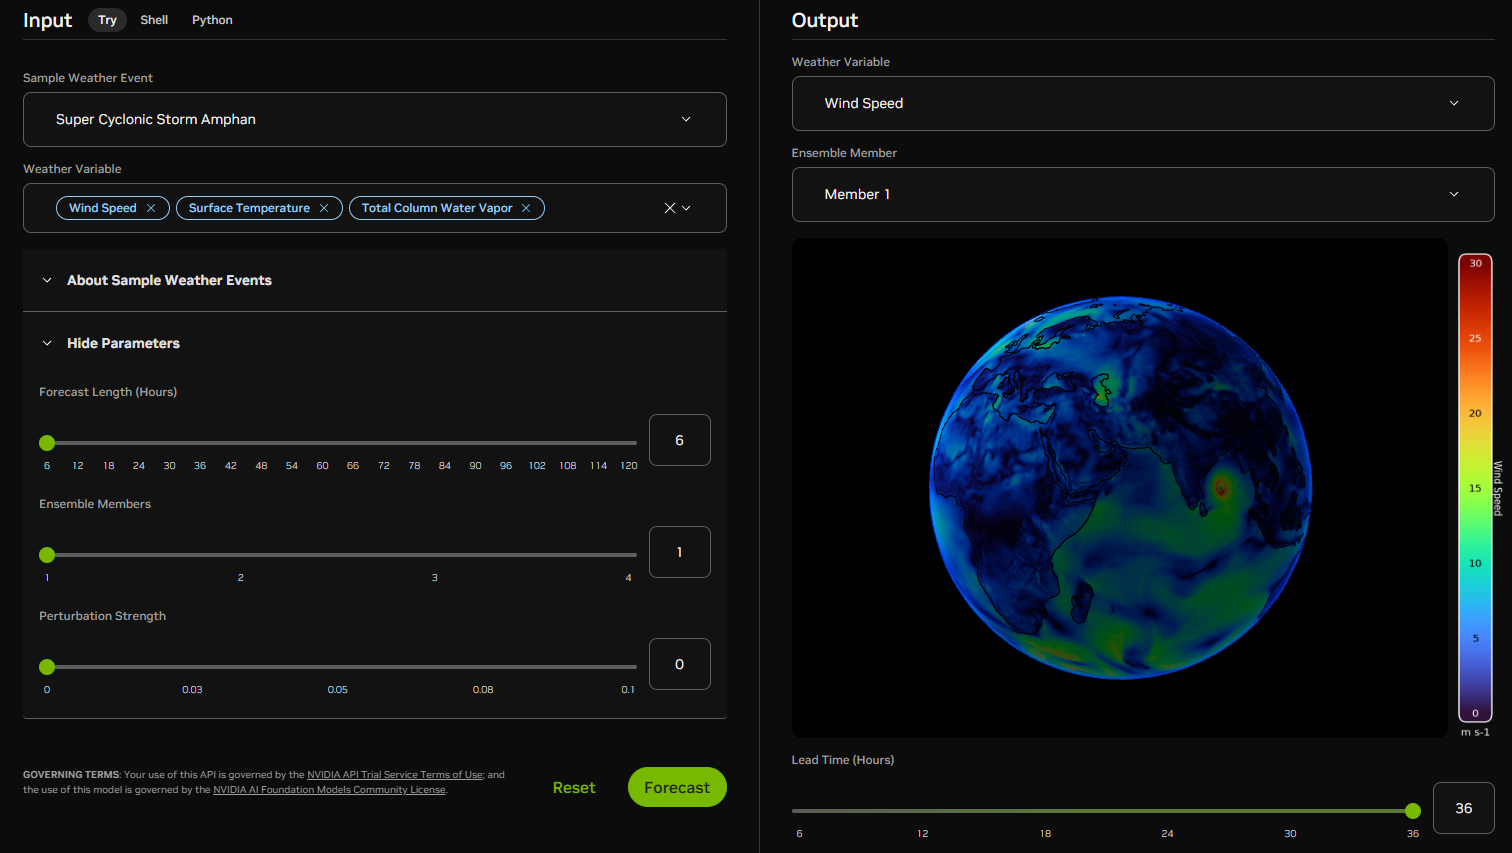 Input Try Shell Python
Sample Weather Event
Super Cyclonic Storm Amphan
Weather Variable
Wind Speed Surface Temperature Total Column Water Vapor
About Sample Weather Events
Hide Parameters
Forecast Length (Hours)
6
6 12 18 24 30 36 42 48 54 60 66 72 78 84 90 96 102 108 114 120
Ensemble Members
1
1 2 3 4
Perturbation Strength
0
0 0.03 0.05 0.08 0.1
GOVERNING TERMS: Your use of this API is governed by the NVIDIA API Trial Service Terms of Use; and
the use of this model is governed by the NVIDIA AI Foundation Models Community License.
Reset Forecast
Output
Weather Variable
Wind Speed
Ensemble Member
Member 1
30
25
20
15
10
5
0
Wind Speed
m s-1
Lead Time (Hours)
36
6 12 18 24 30 36